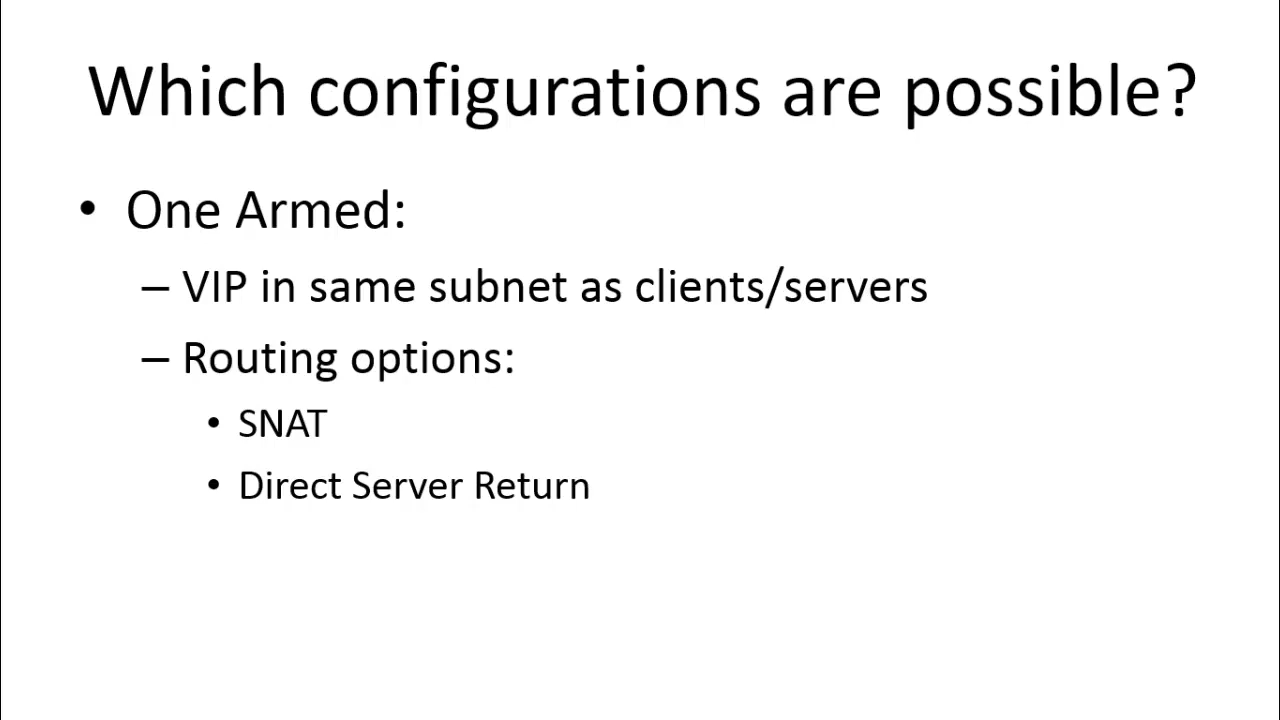 Which configurations are possible?
• One Armed:
– VIP in same subnet as clients/servers
– Routing options:
• SNAT
• Direct Server Return